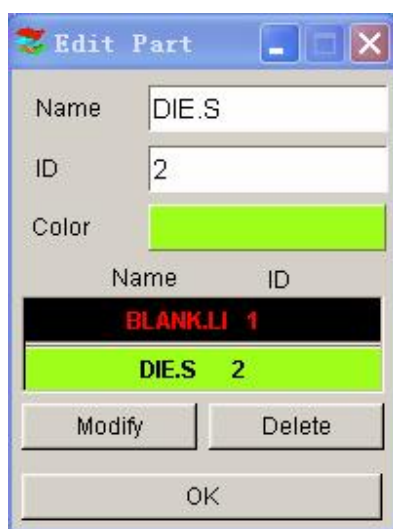 Edit Part
Name DIE.S
ID 2
Color
Name ID
BLANK.LI 1
DIE.S 2
Modify Delete
OK